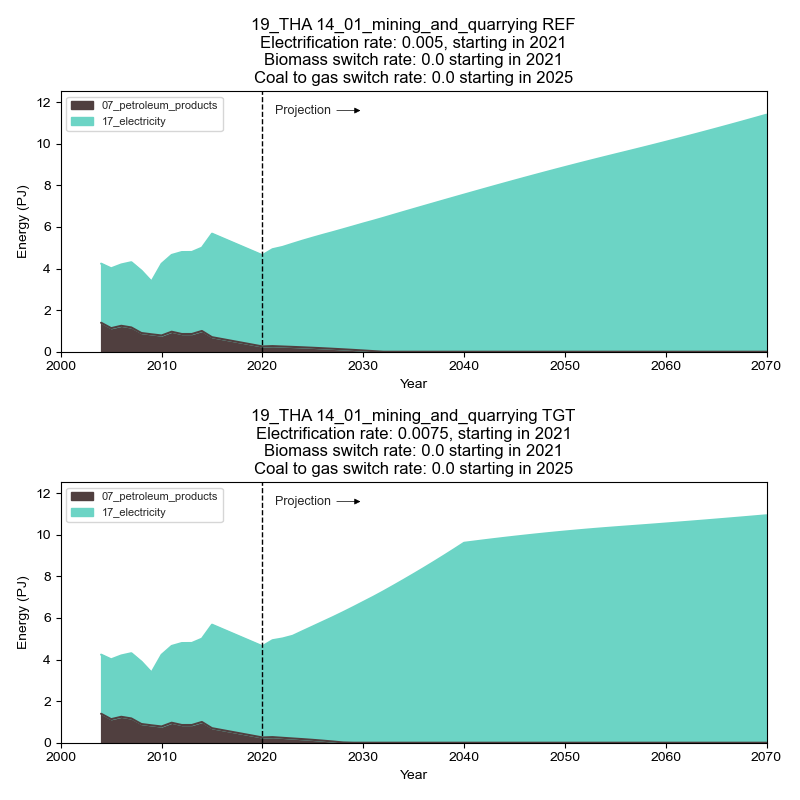 19_THA 14_01_mining_and_quarrying REF
Electrification rate: 0.005, starting in 2021
Biomass switch rate: 0.0 starting in 2021
Coal to gas switch rate: 0.0 starting in 2025
07_petroleum_products
17_electricity
Projection
12
10
8
6
4
2
0
Energy (PJ)
2000 2010 2020 2030 2040 2050 2060 2070
Year
19_THA 14_01_mining_and_quarrying TGT
Electrification rate: 0.0075, starting in 2021
Biomass switch rate: 0.0 starting in 2021
Coal to gas switch rate: 0.0 starting in 2025
07_petroleum_products
17_electricity
Projection
12
10
8
6
4
2
0
Energy (PJ)
2000 2010 2020 2030 2040 2050 2060 2070
Year